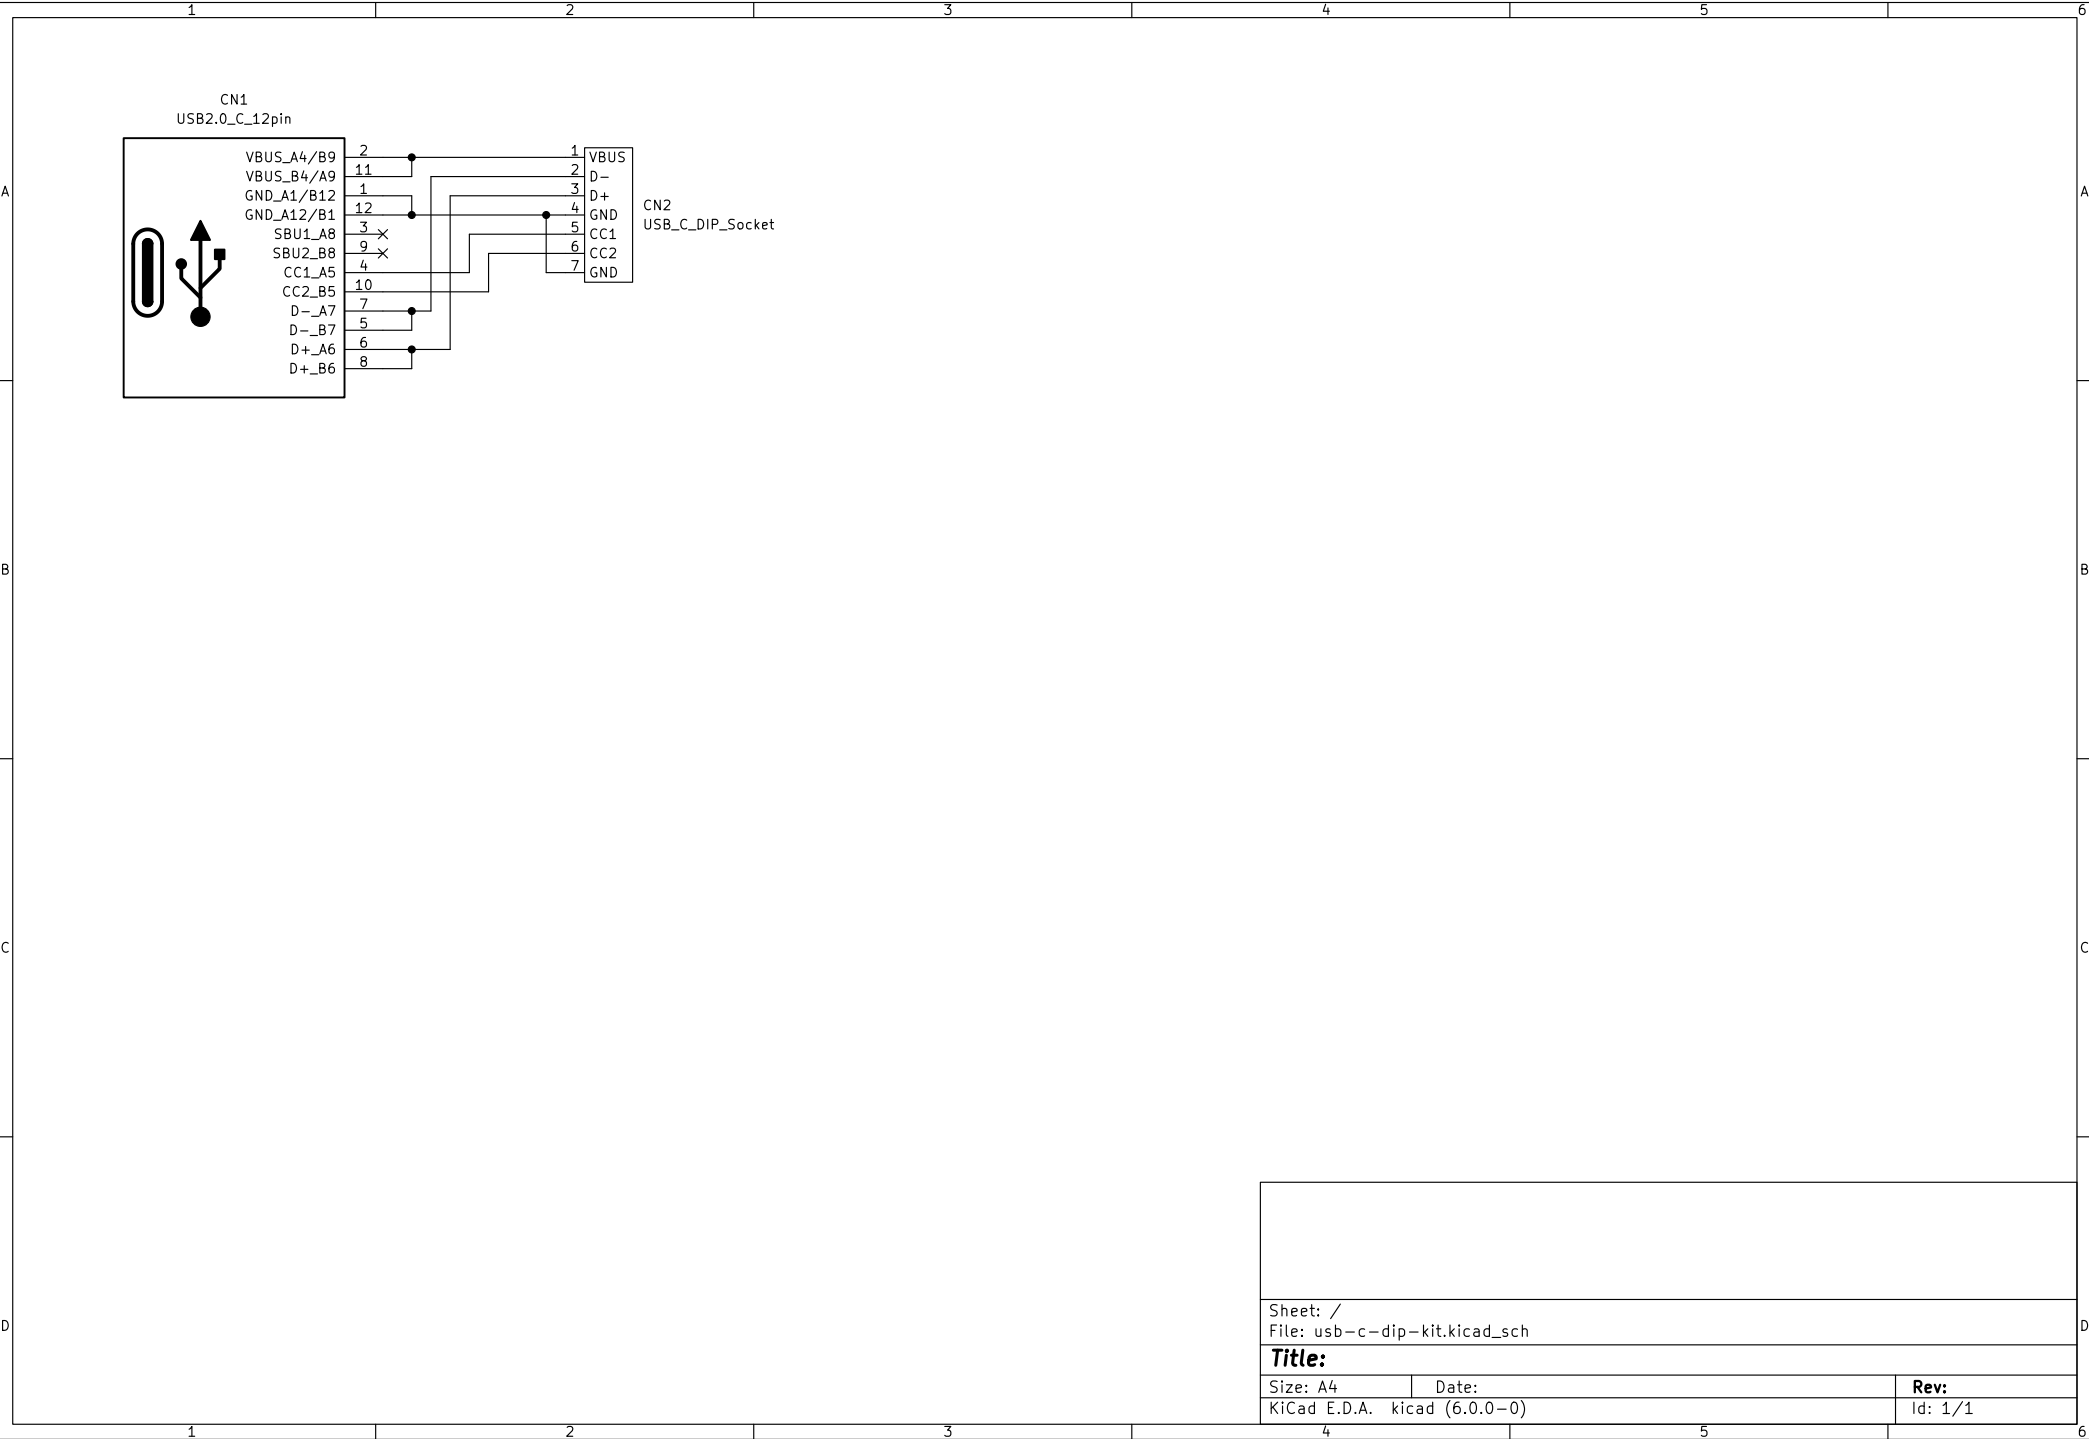 1 2 3 4 5 6
CN1
USB2.0_C_12pin
VBUS_A4/B9 2
VBUS_B4/A9 11
GND_A1/B12 1
GND_A12/B1 12
SBU1_A8 3
SBU2_B8 9
CC1_A5 4
CC2_B5 10
D-_A7 7
D-_B7 5
D+_A6 6
D+_B6 8
1 VBUS
2 D-
3 D+
4 GND
5 CC1
6 CC2
7 GND
CN2
USB_C_DIP_Socket
A A
B B
C C
D D
Sheet: /
File: usb-c-dip-kit.kicad_sch
Title:
Size: A4 Date: Rev:
KiCad E.D.A. kicad (6.0.0-0) Id: 1/1
1 2 3 4 5 6